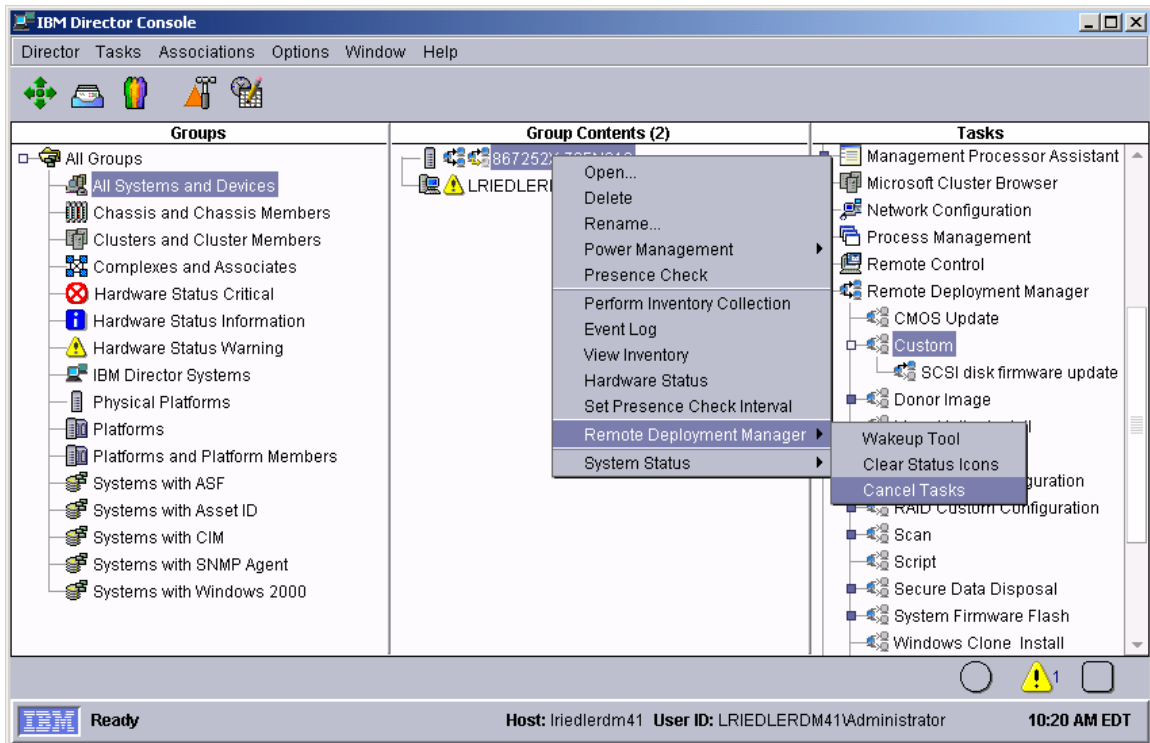 IBM Director Console
Director Tasks Associations Options Window Help
Groups
All Groups
All Systems and Devices
Chassis and Chassis Members
Clusters and Cluster Members
Complexes and Associates
Hardware Status Critical
Hardware Status Information
Hardware Status Warning
IBM Director Systems
Physical Platforms
Platforms
Platforms and Platform Members
Systems with ASF
Systems with Asset ID
Systems with CIM
Systems with SNMP Agent
Systems with Windows 2000
Group Contents (2)
LRIEDLER
Open...
Delete
Rename...
Power Management
Presence Check
Perform Inventory Collection
Event Log
View Inventory
Hardware Status
Set Presence Check Interval
Remote Deployment Manager
System Status
Wakeup Tool
Clear Status Icons
Cancel Tasks
Tasks
Management Processor Assistant
Microsoft Cluster Browser
Network Configuration
Process Management
Remote Control
Remote Deployment Manager
CMOS Update
Custom
SCSI disk firmware update
Donor Image
RAID Custom Configuration
Scan
Script
Secure Data Disposal
System Firmware Flash
Windows Clone Install
1
IBM Ready
Host: lriedlerdm41 User ID: LRIEDLERDM41\Administrator
10:20 AM EDT